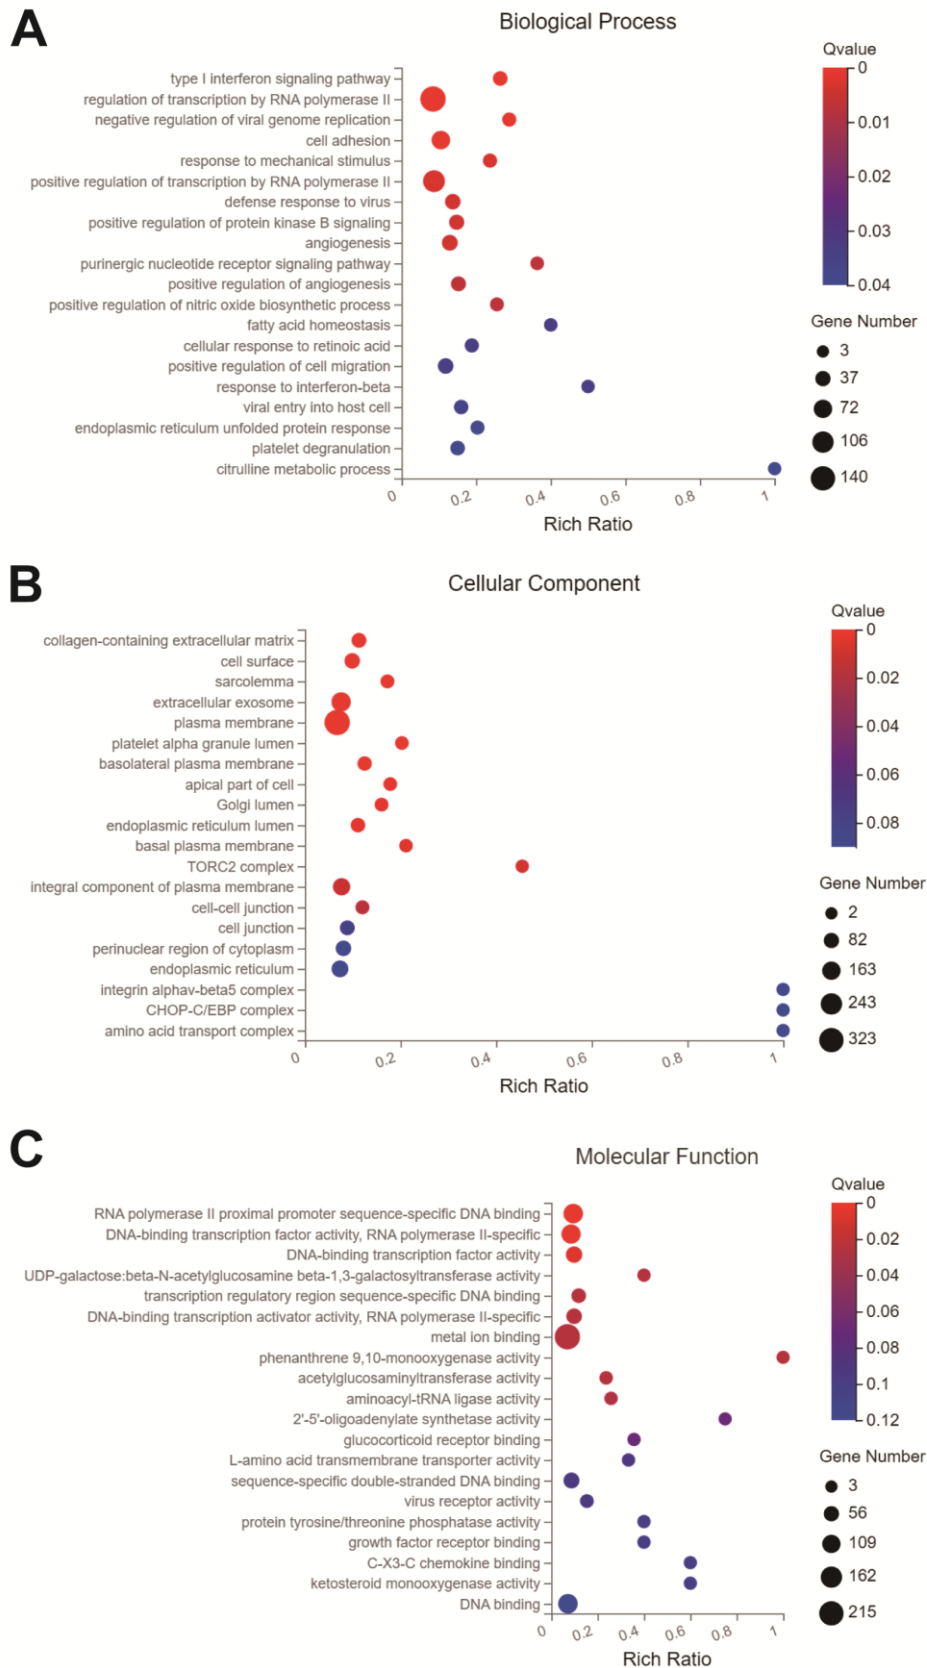 A
Biological Process
Qvalue
type I interferon signaling pathway
regulation of transcription by RNA polymerase II
negative regulation of viral genome replication
cell adhesion
response to mechanical stimulus
positive regulation of transcription by RNA polymerase II
defense response to virus
positive regulation of protein kinase B signaling
angiogenesis
purinergic nucleotide receptor signaling pathway
positive regulation of angiogenesis
positive regulation of nitric oxide biosynthetic process
fatty acid homeostasis
cellular response to retinoic acid
positive regulation of cell migration
response to interferon-beta
viral entry into host cell
endoplasmic reticulum unfolded protein response
platelet degranulation
citrulline metabolic process
0
0.2
0.4
0.6
0.8
1
Rich Ratio
0
0.01
0.02
0.03
0.04
Gene Number
3
37
72
106
140
B
Cellular Component
Qvalue
collagen-containing extracellular matrix
cell surface
sarcolemma
extracellular exosome
plasma membrane
platelet alpha granule lumen
basolateral plasma membrane
apical part of cell
Golgi lumen
endoplasmic reticulum lumen
basal plasma membrane
TORC2 complex
integral component of plasma membrane
cell-cell junction
cell junction
perinuclear region of cytoplasm
endoplasmic reticulum
integrin alphav-beta5 complex
CHOP-C/EBP complex
amino acid transport complex
0
0.2
0.4
0.6
0.8
1
Rich Ratio
0
0.02
0.04
0.06
0.08
Gene Number
2
82
163
243
323
C
Molecular Function
Qvalue
RNA polymerase II proximal promoter sequence-specific DNA binding
DNA-binding transcription factor activity, RNA polymerase II-specific
DNA-binding transcription factor activity
UDP-galactose:beta-N-acetylglucosamine beta-1,3-galactosyltransferase activity
transcription regulatory region sequence-specific DNA binding
DNA-binding transcription activator activity, RNA polymerase II-specific
metal ion binding
phenanthrene 9,10-monooxygenase activity
acetylglucosaminyltransferase activity
aminoacyl-tRNA ligase activity
2'-5'-oligoadenylate synthetase activity
glucocorticoid receptor binding
L-amino acid transmembrane transporter activity
sequence-specific double-stranded DNA binding
virus receptor activity
protein tyrosine/threonine phosphatase activity
growth factor receptor binding
C-X3-C chemokine binding
ketosteroid monooxygenase activity
DNA binding
0
0.2
0.4
0.6
0.8
1
Rich Ratio
0
0.02
0.04
0.06
0.08
0.1
0.12
Gene Number
3
56
109
162
215